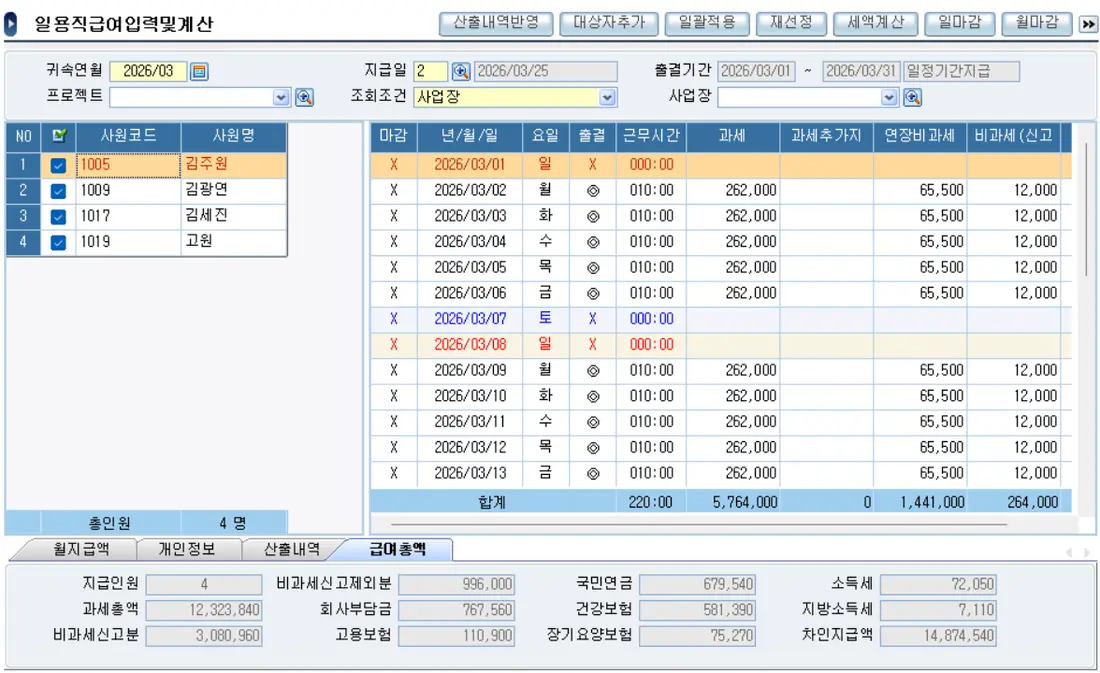 일용직급여입력및계산 산출내역반영 대상자추가 일괄적용 재선정 세액계산 일마감 월마감
귀속연월 2026/03 지급일 2 2026/03/25 출결기간 2026/03/01 ~ 2026/03/31 일정기간지급
프로젝트 조회조건 사업장 사업장
NO 사원코드 사원명
1 1005 김주원
2 1009 김광연
3 1017 김세진
4 1019 고원
총인원 4 명
마감 년/월/일 요일 출결 근무시간 과세 과세추가지 연장비과세 비과세(신고
X 2026/03/01 일 X 000:00
X 2026/03/02 월 ◎ 010:00 262,000 65,500 12,000
X 2026/03/03 화 ◎ 010:00 262,000 65,500 12,000
X 2026/03/04 수 ◎ 010:00 262,000 65,500 12,000
X 2026/03/05 목 ◎ 010:00 262,000 65,500 12,000
X 2026/03/06 금 ◎ 010:00 262,000 65,500 12,000
X 2026/03/07 토 X 000:00
X 2026/03/08 일 X 000:00
X 2026/03/09 월 ◎ 010:00 262,000 65,500 12,000
X 2026/03/10 화 ◎ 010:00 262,000 65,500 12,000
X 2026/03/11 수 ◎ 010:00 262,000 65,500 12,000
X 2026/03/12 목 ◎ 010:00 262,000 65,500 12,000
X 2026/03/13 금 ◎ 010:00 262,000 65,500 12,000
합계 220:00 5,764,000 0 1,441,000 264,000
월지급액 개인정보 산출내역 급여총액
지급인원 4 비과세신고제외분 996,000 국민연금 679,540 소득세 72,050
과세총액 12,323,840 회사부담금 767,560 건강보험 581,390 지방소득세 7,110
비과세신고분 3,080,960 고용보험 110,900 장기요양보험 75,270 차인지급액 14,874,540